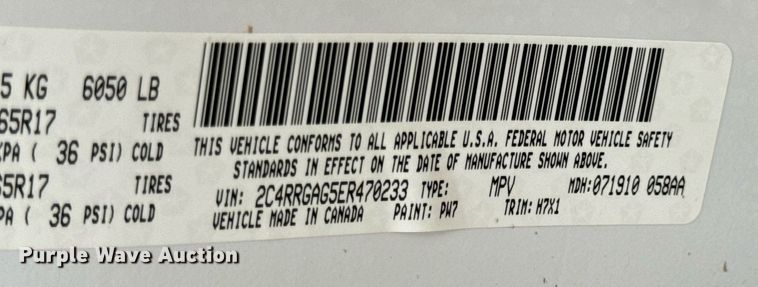 5 KG 6050 LB
65R17 TIRES
KPA ( 36 PSI) COLD
65R17 TIRES
PA ( 36 PSI) COLD
THIS VEHICLE CONFORMS TO ALL APPLICABLE U.S.A. FEDERAL MOTOR VEHICLE SAFETY
STANDARDS IN EFFECT ON THE DATE OF MANUFACTURE SHOWN ABOVE.
VIN: 2C4RRGAG5ER470233 TYPE: MPV MDH:071910 058AA
VEHICLE MADE IN CANADA PAINT: PW7 TRIM: H7X1
Purple Wave Auction